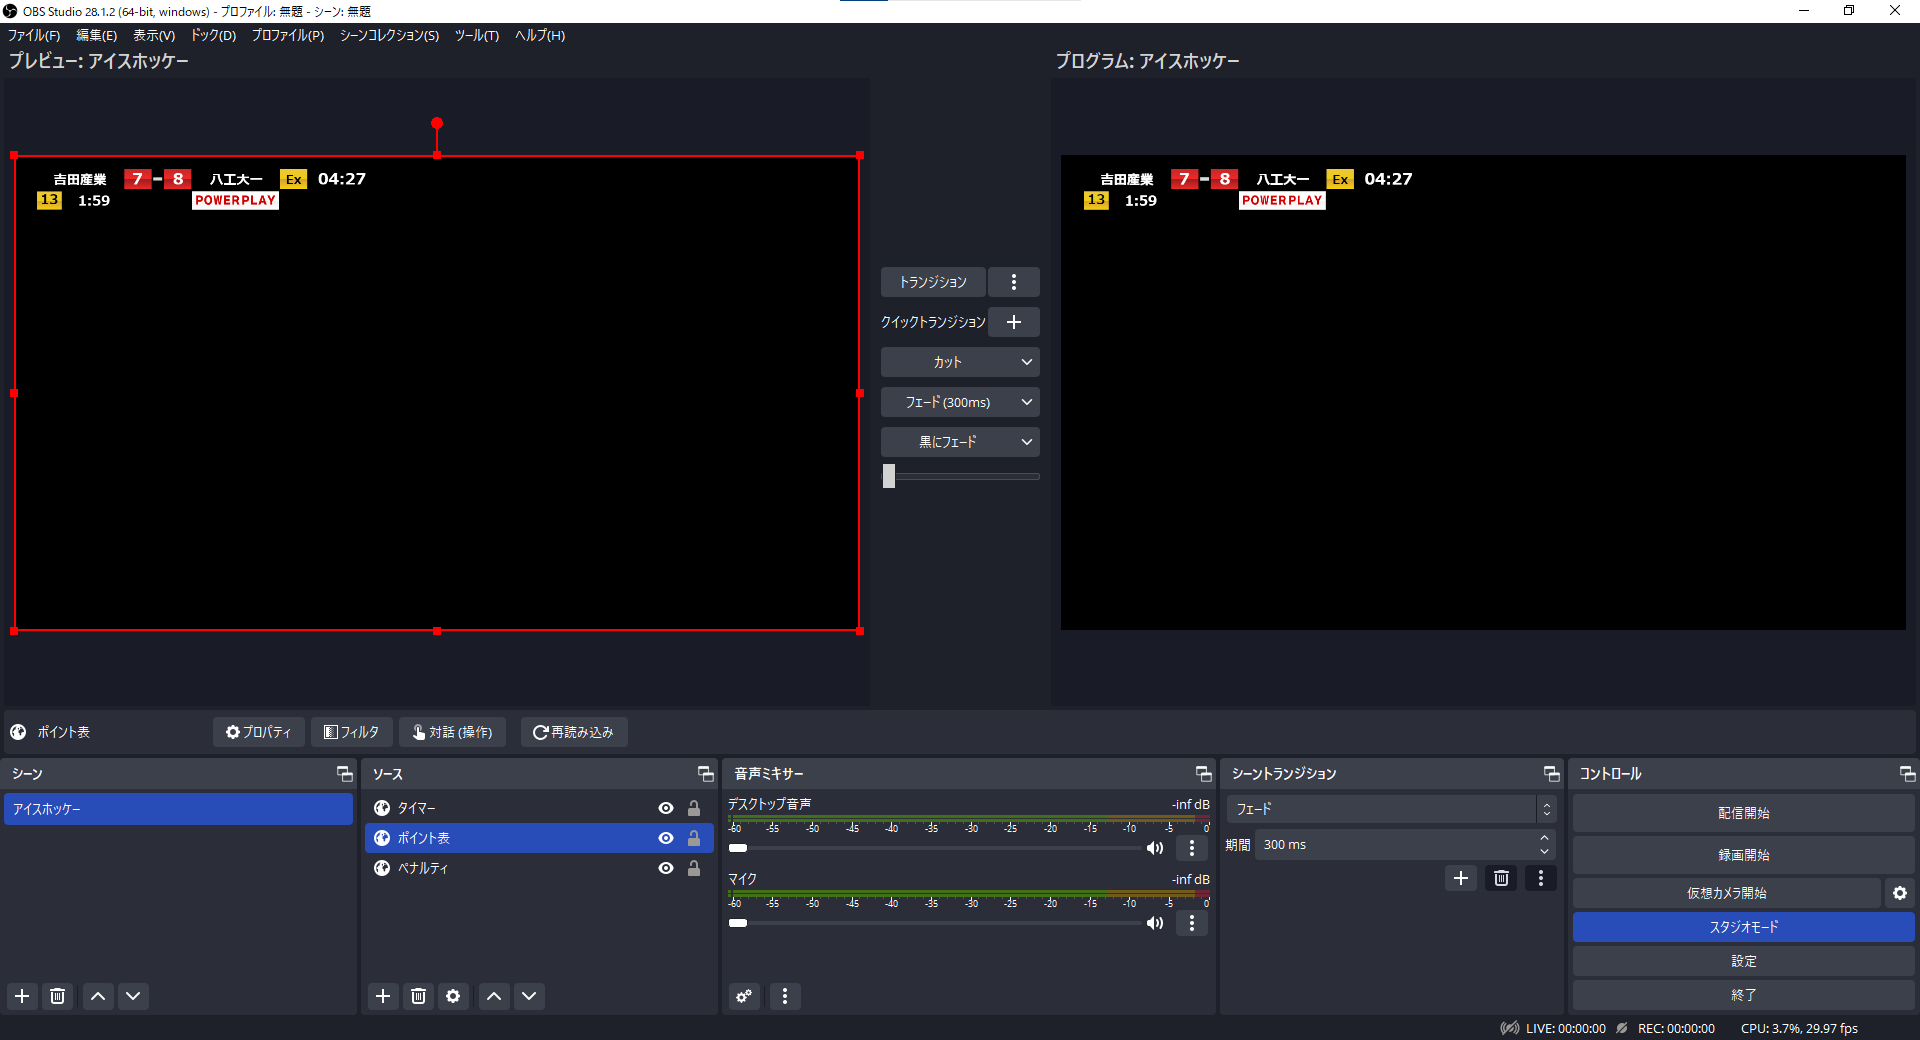 OBS Studio 28.1.2 (64-bit, windows) - プロファイル: 無題 - シーン: 無題
ファイル(F) 編集(E) 表示(V) ドック(D) プロファイル(P) シーンコレクション(S) ツール(T) ヘルプ(H)
プレビュー: アイスホッケー
プログラム: アイスホッケー
吉田産業 7 - 8 八工大一 Ex 04:27
13 1:59 POWERPLAY
吉田産業 7 - 8 八工大一 Ex 04:27
13 1:59 POWERPLAY
トランジション
クイックトランジション
カット
フェード (300ms)
黒にフェード
ポイント表 プロパティ フィルタ 対話 (操作) 再読み込み
シーン
アイスホッケー
ソース
タイマー
ポイント表
ペナルティ
音声ミキサー
デスクトップ音声 -inf dB
-60 -55 -50 -45 -40 -35 -30 -25 -20 -15 -10 -5 0
マイク -inf dB
-60 -55 -50 -45 -40 -35 -30 -25 -20 -15 -10 -5 0
シーントランジション
フェード
期間 300 ms
コントロール
配信開始
録画開始
仮想カメラ開始
スタジオモード
設定
終了
LIVE: 00:00:00 REC: 00:00:00 CPU: 3.7%, 29.97 fps